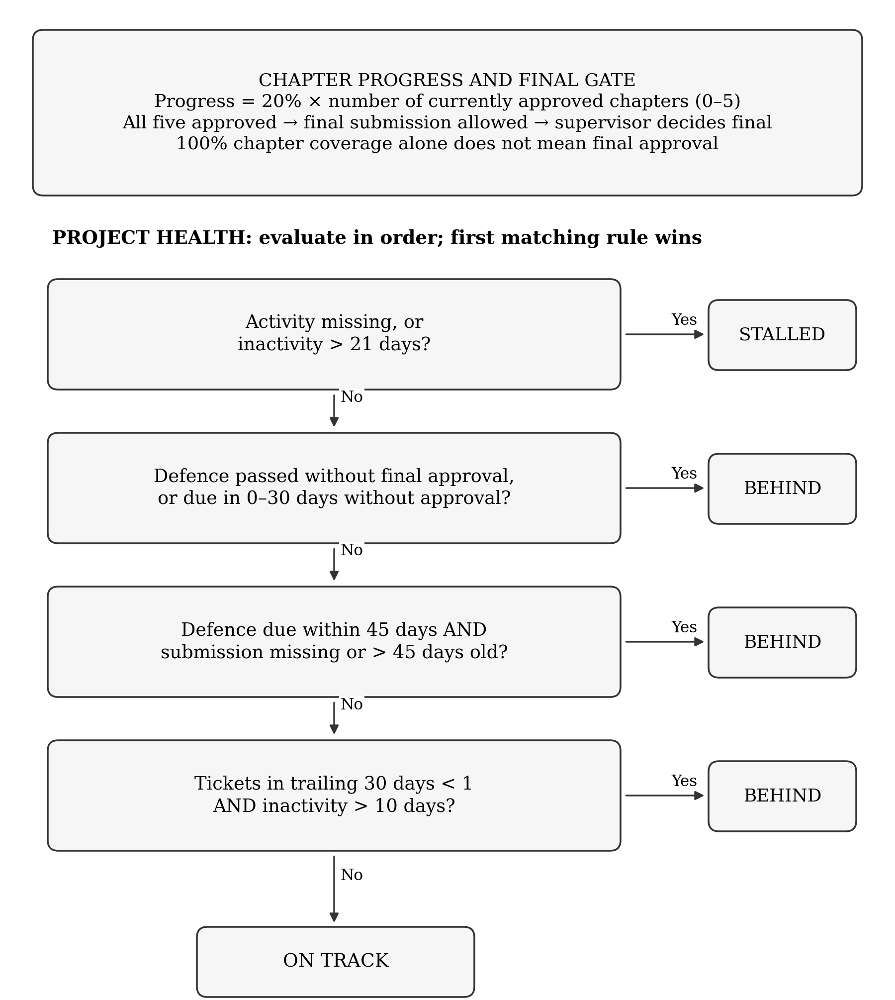 CHAPTER PROGRESS AND FINAL GATE
Progress = 20% × number of currently approved chapters (0–5)
All five approved → final submission allowed → supervisor decides final
100% chapter coverage alone does not mean final approval
PROJECT HEALTH: evaluate in order; first matching rule wins
Activity missing, or
inactivity > 21 days?
Yes
STALLED
No
Defence passed without final approval,
or due in 0–30 days without approval?
Yes
BEHIND
No
Defence due within 45 days AND
submission missing or > 45 days old?
Yes
BEHIND
No
Tickets in trailing 30 days < 1
AND inactivity > 10 days?
Yes
BEHIND
No
ON TRACK